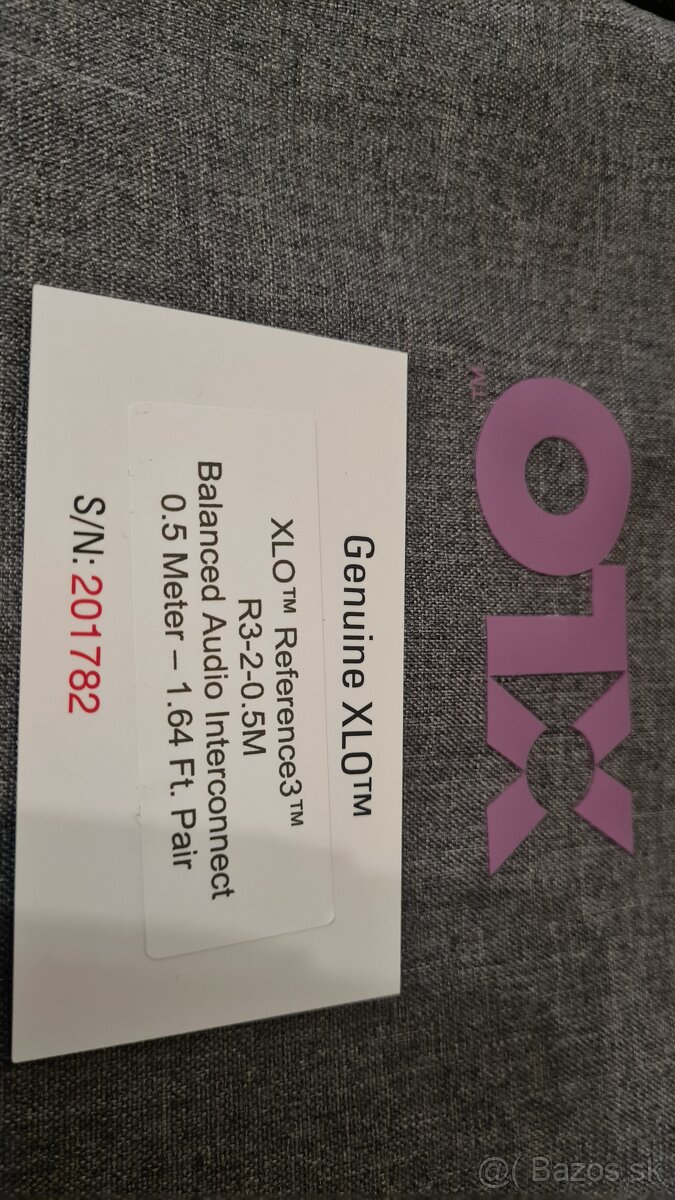 XLO™
Genuine XLO™
XLO™ Reference3™
R3-2-0.5M
Balanced Audio Interconnect
0.5 Meter – 1.64 Ft. Pair
S/N: 201782
@( Bazos.sk